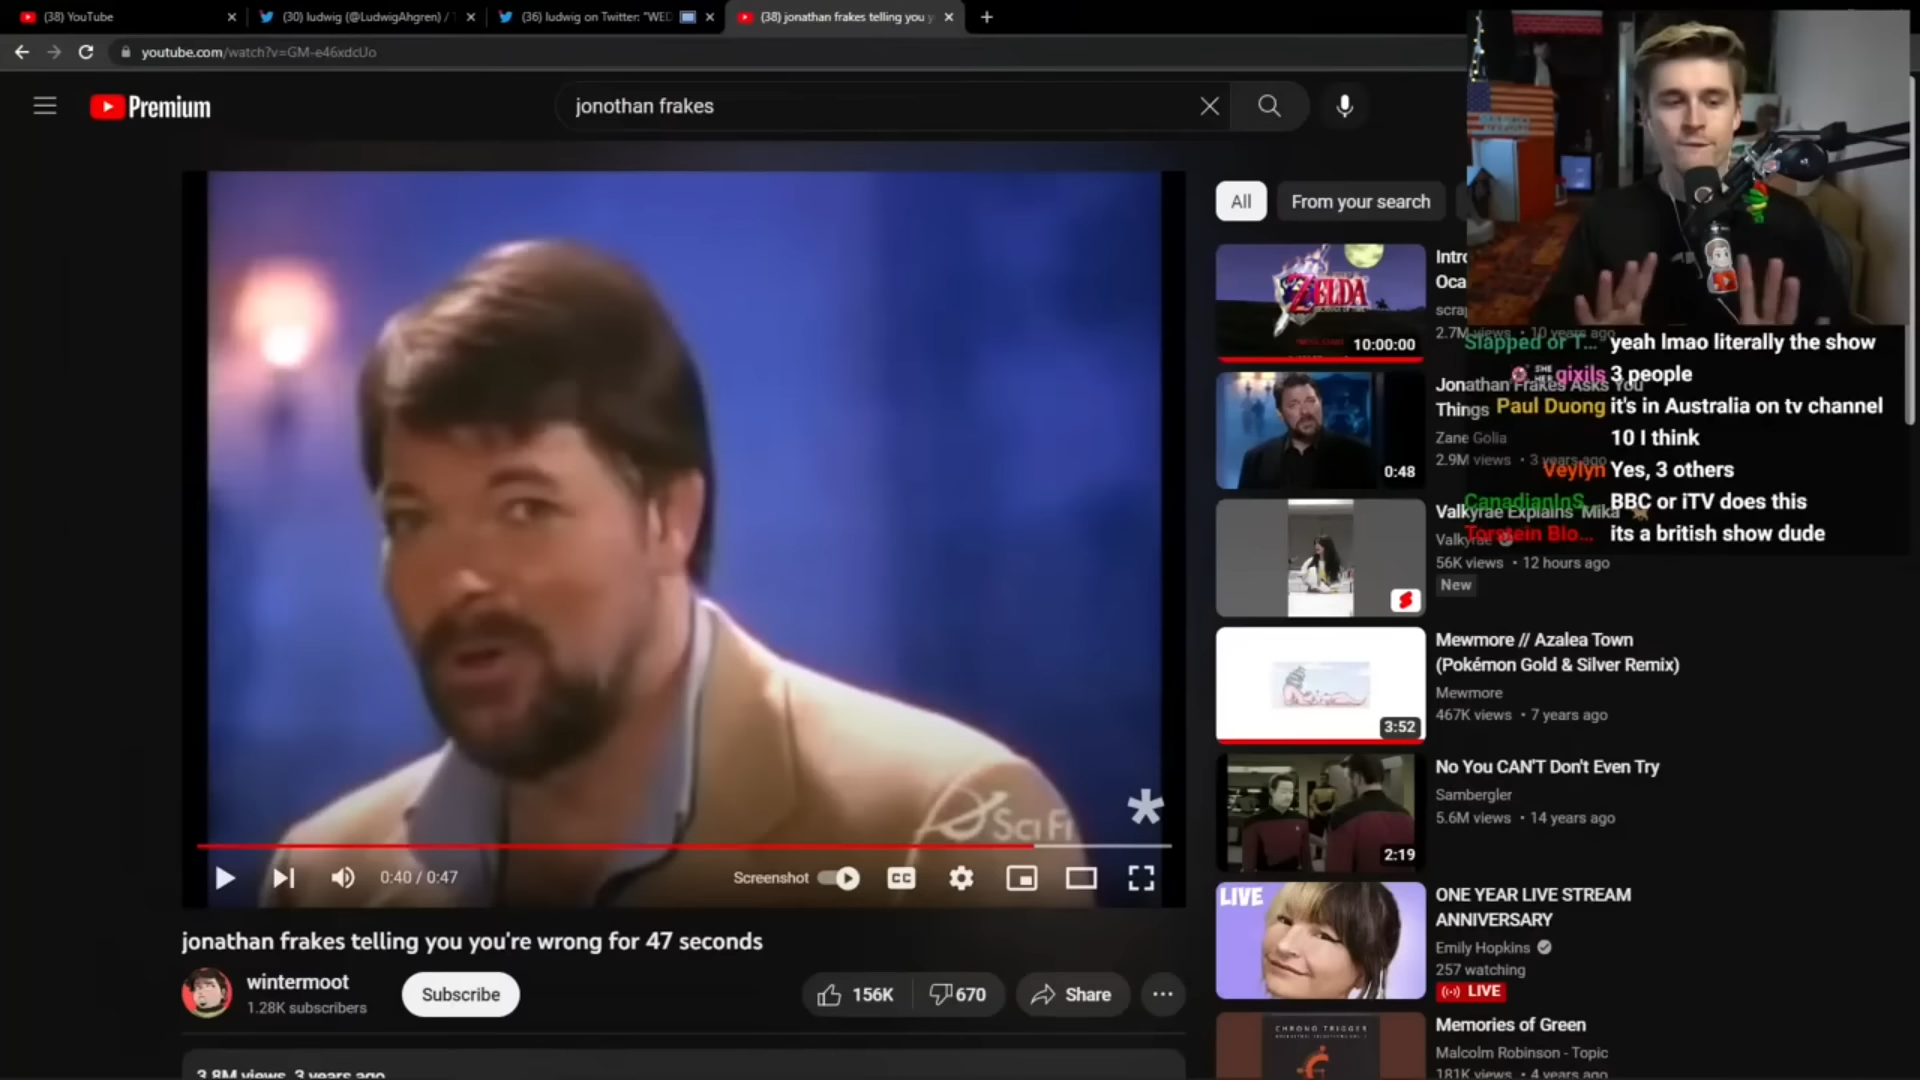 (38) YouTube
(30) ludwig (@LudwigAhgren) /
(36) ludwig on Twitter: "WED
(38) jonathan frakes telling you y
youtube.com/watch?v=GM-e46xdcUo
Premium
jonothan frakes
All
From your search
ZELDA
10:00:00
Intro
Oca
scra
2.7M views • 10 years ago
Slapped or T... yeah lmao literally the show
SHE HER gixils 3 people
Paul Duong it's in Australia on tv channel
10 I think
Veylyn Yes, 3 others
CanadianInS... BBC or iTV does this
Torstein Blo... its a british show dude
0:48
Jonathan Frakes Asks You
Things
Zane Golia
2.9M views • 3 years ago
Valkyrae Explains Mika
Valkyrae
56K views • 12 hours ago
New
3:52
Mewmore // Azalea Town
(Pokémon Gold & Silver Remix)
Mewmore
467K views • 7 years ago
2:19
No You CAN'T Don't Even Try
Sambergler
5.6M views • 14 years ago
LIVE
ONE YEAR LIVE STREAM
ANNIVERSARY
Emily Hopkins
257 watching
LIVE
CHRONO TRIGGER
Memories of Green
Malcolm Robinson - Topic
181K views • 4 years ago
Sci Fi
0:40 / 0:47
Screenshot
CC
jonathan frakes telling you you're wrong for 47 seconds
wintermoot
1.28K subscribers
Subscribe
156K
670
Share
3.8M views 3 years ago